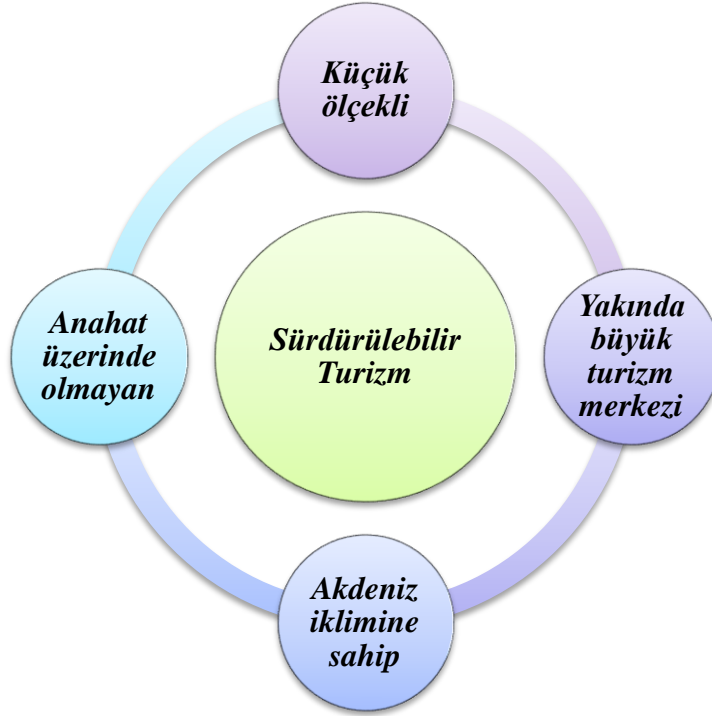 Küçük
ölçekli
Anahat
üzerinde
olmayan
Sürdürülebilir
Turizm
Yakında
büyük
turizm
merkezi
Akdeniz
iklimine
sahip